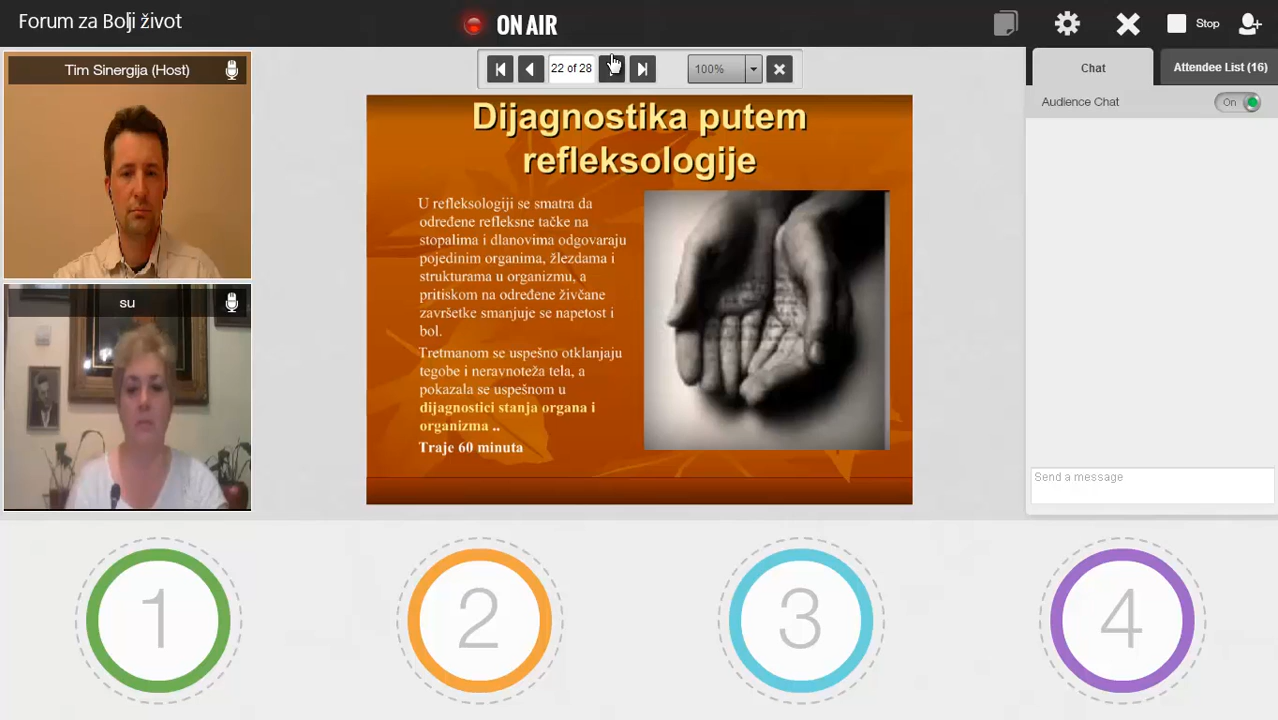 Forum za Bolji život
ON AIR
Stop
Tim Sinergija (Host)
22 of 28
100%
Chat
Attendee List (16)
Audience Chat
On
Dijagnostika putem
refleksologije
U refleksologiji se smatra da
određene refleksne tačke na
stopalima i dlanovima odgovaraju
pojedinim organima, žlezdama i
strukturama u organizmu, a
pritiskom na određene živčane
završetke smanjuje se napetost i
bol.
Tretmanom se uspešno otklanjaju
tegobe i neravnoteža tela, a
pokazala se uspešnom u
dijagnostici stanja organa i
organizma ..
Traje 60 minuta
su
Send a message
1
2
3
4